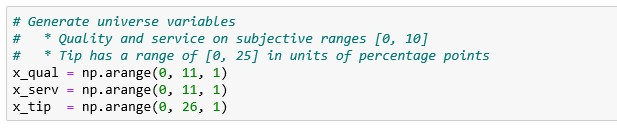 # Generate universe variables
#   * Quality and service on subjective ranges [0, 10]
#   * Tip has a range of [0, 25] in units of percentage points
x_qual = np.arange(0, 11, 1)
x_serv = np.arange(0, 11, 1)
x_tip  = np.arange(0, 26, 1)